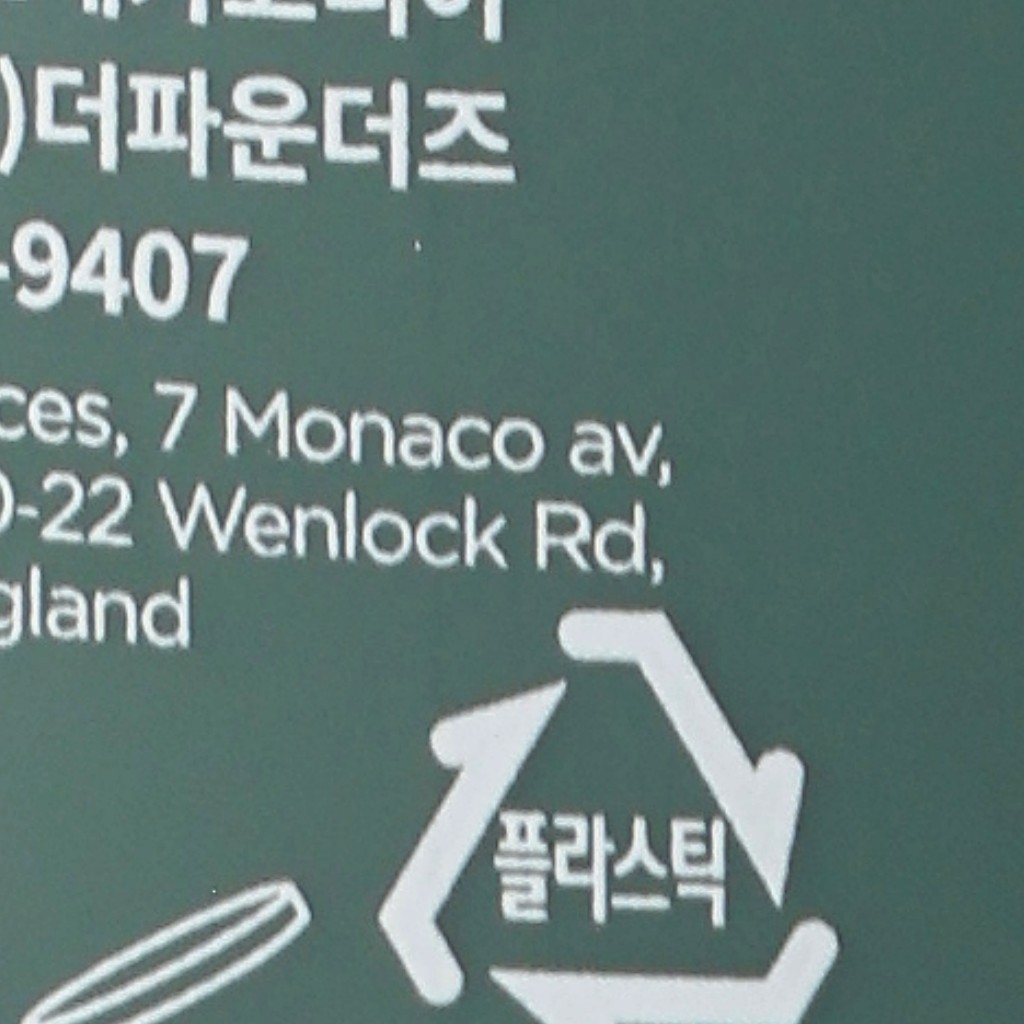 )더파운더즈
-9407
ces, 7 Monaco av,
-22 Wenlock Rd,
gland
플라스틱